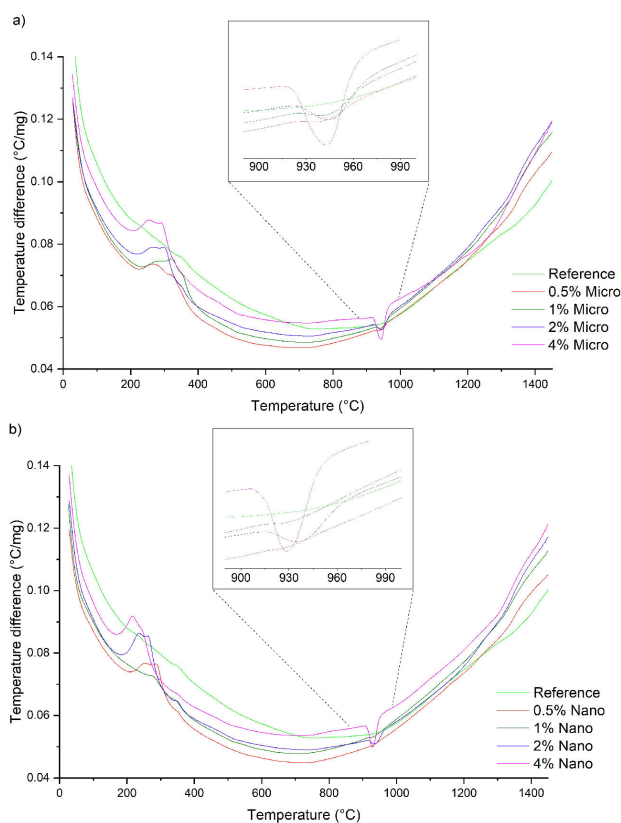 a)
0.14
0.12
0.10
0.08
0.06
0.04
Temperature difference (°C/mg)
900 930 960 990
Reference
0.5% Micro
1% Micro
2% Micro
4% Micro
0 200 400 600 800 1000 1200 1400
Temperature (°C)
b)
0.14
0.12
0.10
0.08
0.06
0.04
Temperature difference (°C/mg)
900 930 960 990
Reference
0.5% Nano
1% Nano
2% Nano
4% Nano
0 200 400 600 800 1000 1200 1400
Temperature (°C)